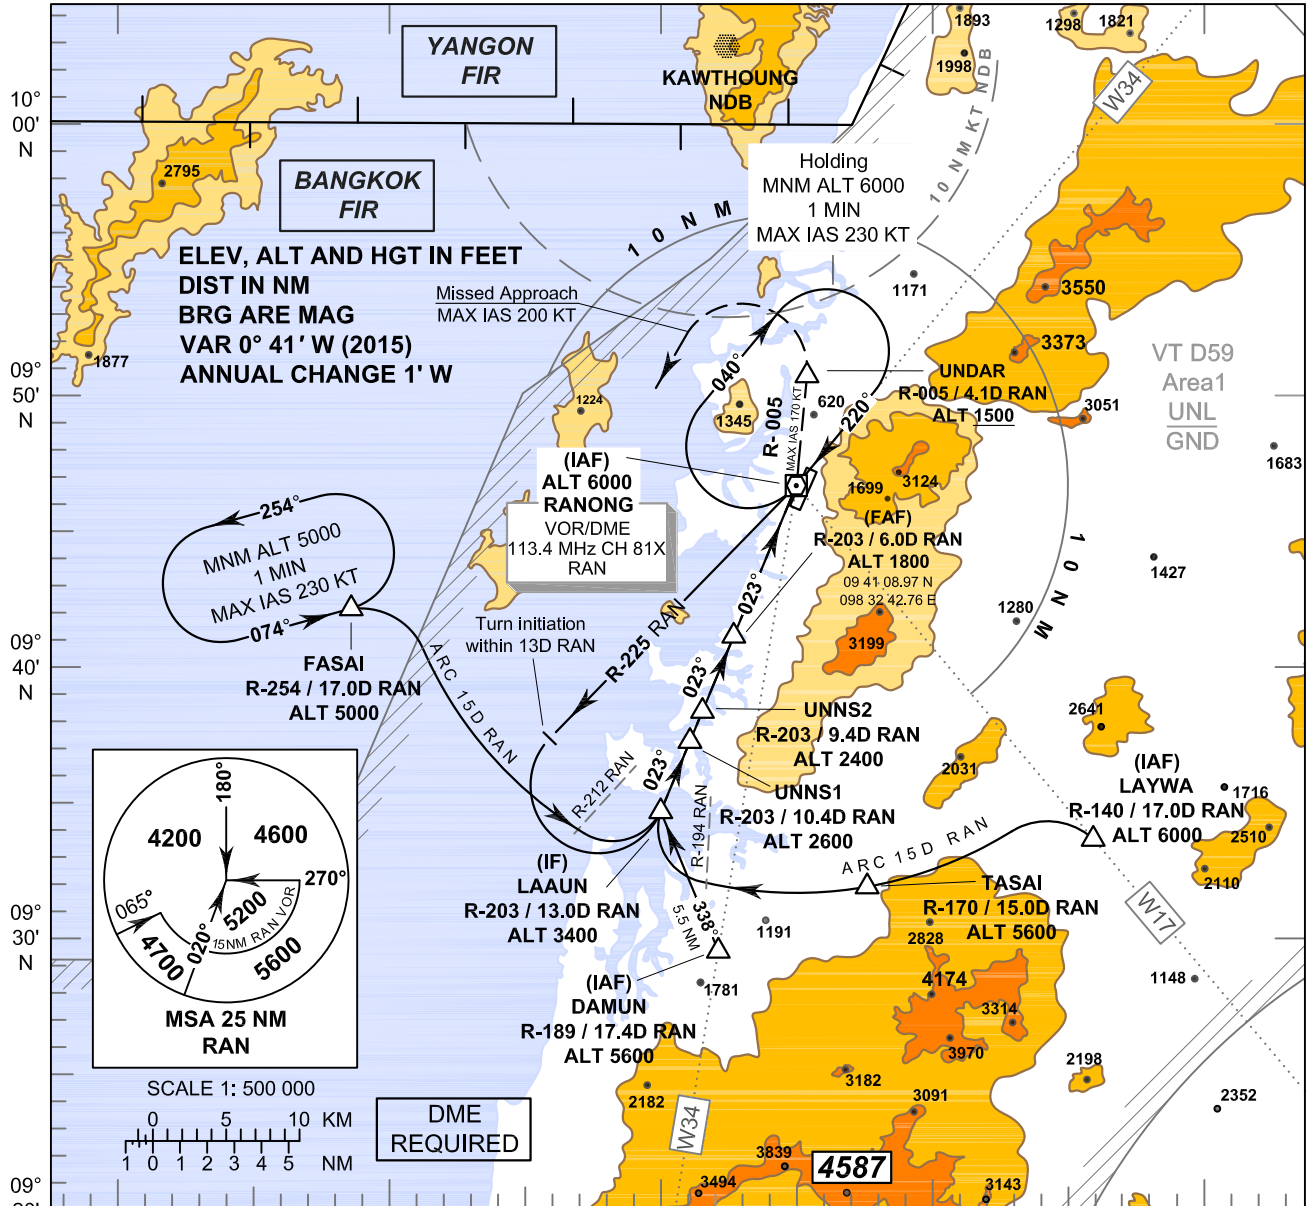 YANGON
FIR
KAWTHOUNG
NDB
1893
1998
1298
1821
W34
10 NM KT NDB
10°
00'
N
2795
BANGKOK
FIR
Holding
MNM ALT 6000
1 MIN
MAX IAS 230 KT
10 NM
ELEV, ALT AND HGT IN FEET
DIST IN NM
BRG ARE MAG
VAR 0° 41' W (2015)
ANNUAL CHANGE 1' W
Missed Approach
MAX IAS 200 KT
1171
3550
3373
1877
09°
50'
N
VT D59
Area1
UNL
GND
040°
UNDAR
R-005 / 4.1D RAN
ALT 1500
1224
1345
R-005
MAX IAS 170 KT
620
220°
3051
1683
(IAF)
ALT 6000
RANONG
VOR/DME
113.4 MHz CH 81X
RAN
1699
3124
254°
MNM ALT 5000
1 MIN
MAX IAS 230 KT
074°
(FAF)
R-203 / 6.0D RAN
ALT 1800
09 41 08.97 N
098 32 42.76 E
10 NM
1427
1280
3199
023°
R-225 RAN
Turn initiation
within 13D RAN
09°
40'
N
FASAI
R-254 / 17.0D RAN
ALT 5000
ARC 15D RAN
023°
UNNS2
R-203 / 9.4D RAN
ALT 2400
2641
2031
023°
R-212 RAN
UNNS1
R-203 / 10.4D RAN
ALT 2600
R-194 RAN
(IAF)
LAYWA
R-140 / 17.0D RAN
ALT 6000
1716
2510
2110
ARC 15D RAN
180°
4200
4600
270°
065°
5200
15NM RAN VOR
020°
4700
5600
MSA 25 NM
RAN
(IF)
LAAUN
R-203 / 13.0D RAN
ALT 3400
338°
5.5 NM
1191
TASAI
R-170 / 15.0D RAN
ALT 5600
2828
W17
09°
30'
N
(IAF)
DAMUN
R-189 / 17.4D RAN
ALT 5600
1781
4174
3314
3970
1148
SCALE 1: 500 000
0 5 10 KM
1 0 1 2 3 4 5 NM
DME
REQUIRED
2182
3182
3091
2198
2352
W34
3839
4587
3494
3143
09°